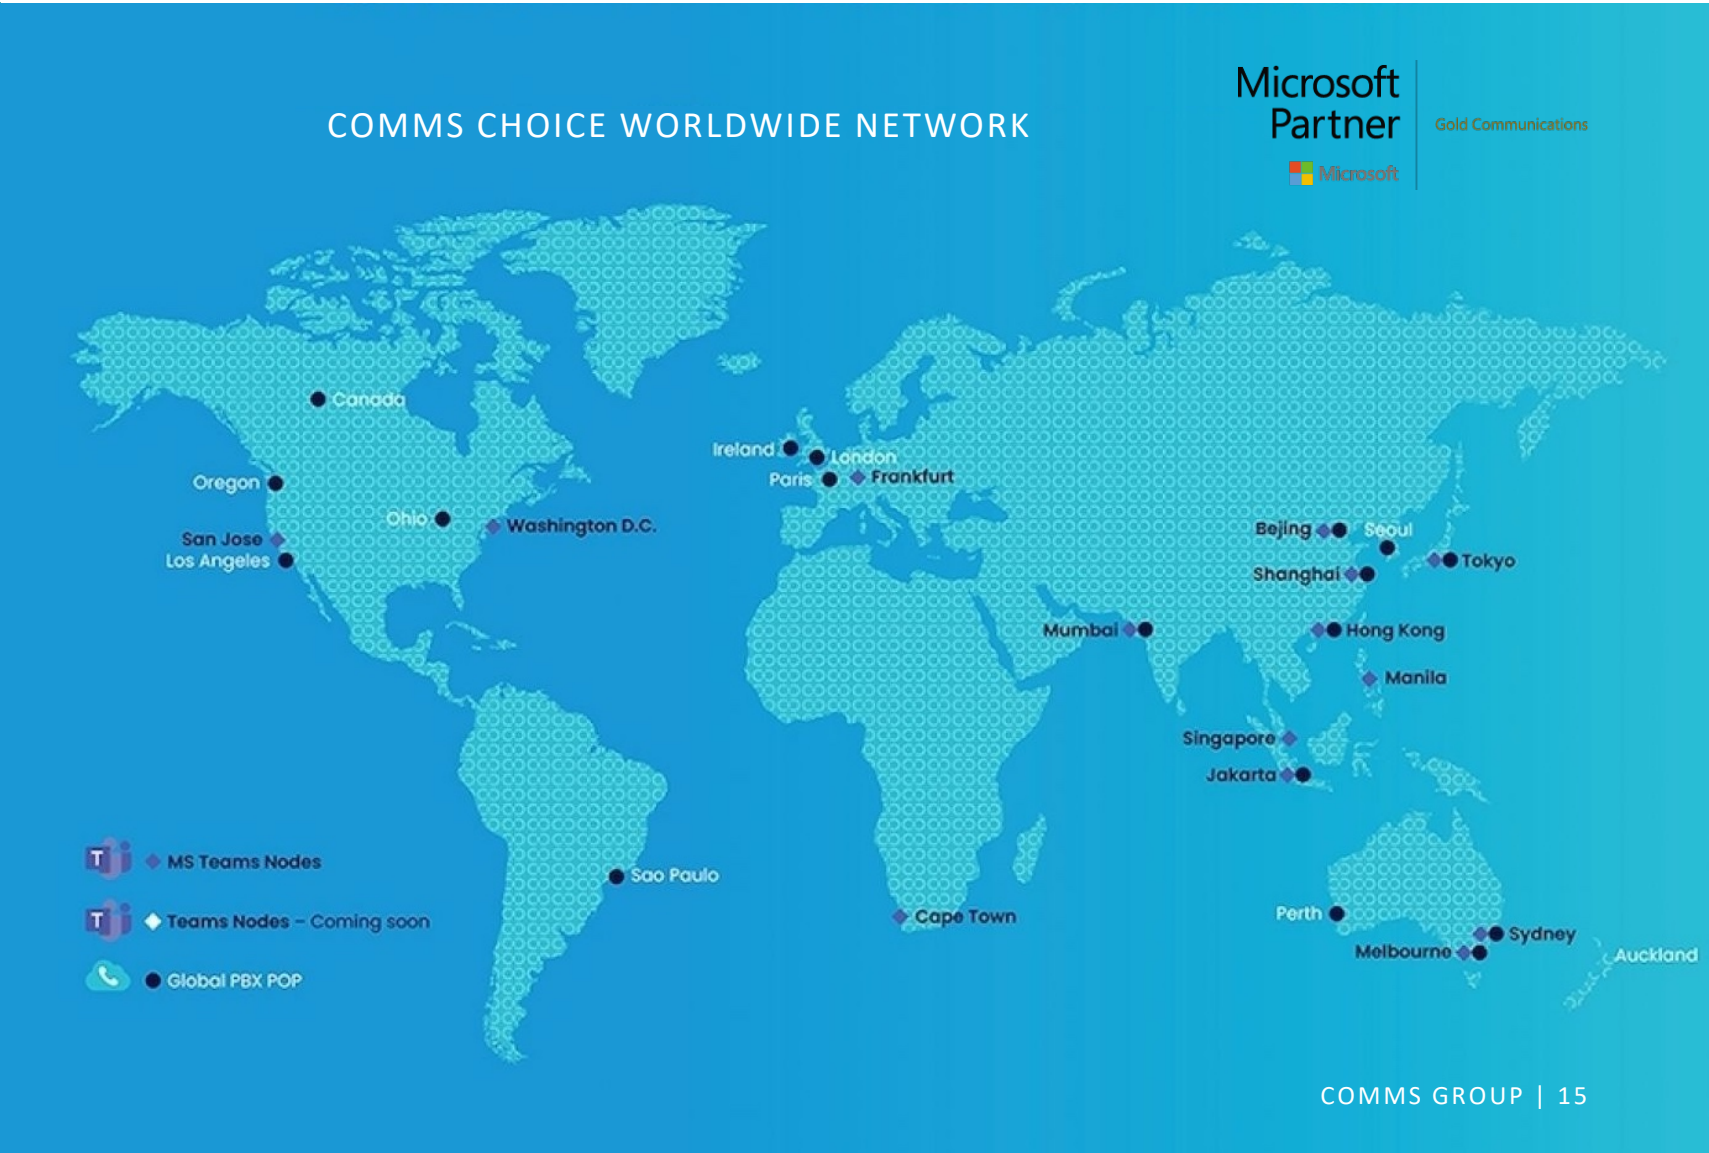 COMMS CHOICE WORLDWIDE NETWORK
Microsoft
Partner
Gold Communications
Microsoft
Canada
Ireland
London
Paris
Frankfurt
Oregon
Ohio
Washington D.C.
San Jose
Los Angeles
Bejing
Seoul
Tokyo
Shanghai
Mumbai
Hong Kong
Manila
Singapore
Jakarta
MS Teams Nodes
Sao Paulo
Teams Nodes – Coming soon
Cape Town
Perth
Sydney
Melbourne
Auckland
Global PBX POP
COMMS GROUP | 15